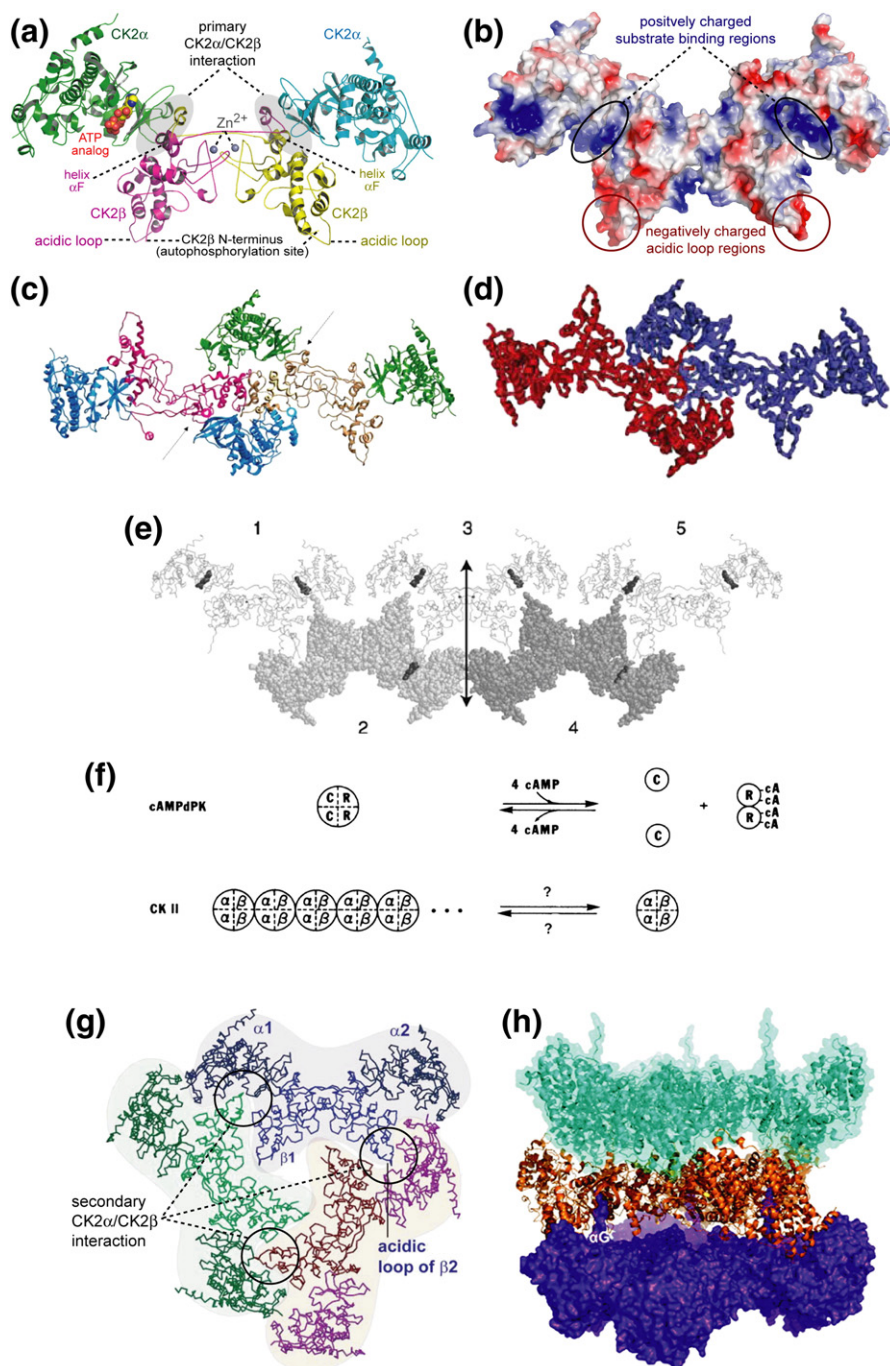 (a)
CK2α
primary
CK2α/CK2β
interaction
CK2α
Zn2+
ATP
analog
helix
αF
helix
αF
CK2β
CK2β
acidic loop
CK2β N-terminus
(autophosphorylation site)
acidic loop
(b)
positvely charged
substrate binding regions
negatively charged
acidic loop regions
(c)
(d)
(e)
1
3
5
2
4
(f)
cAMPdPK
C R
C R
4 cAMP
4 cAMP
C
C
+
R cA
cA
R cA
cA
CK II
α β α β α β α β α β
α β α β α β α β α β
...
?
?
α β
α β
(g)
α1
α2
β1
secondary
CK2α/CK2β
interaction
acidic
loop of β2
(h)
αG